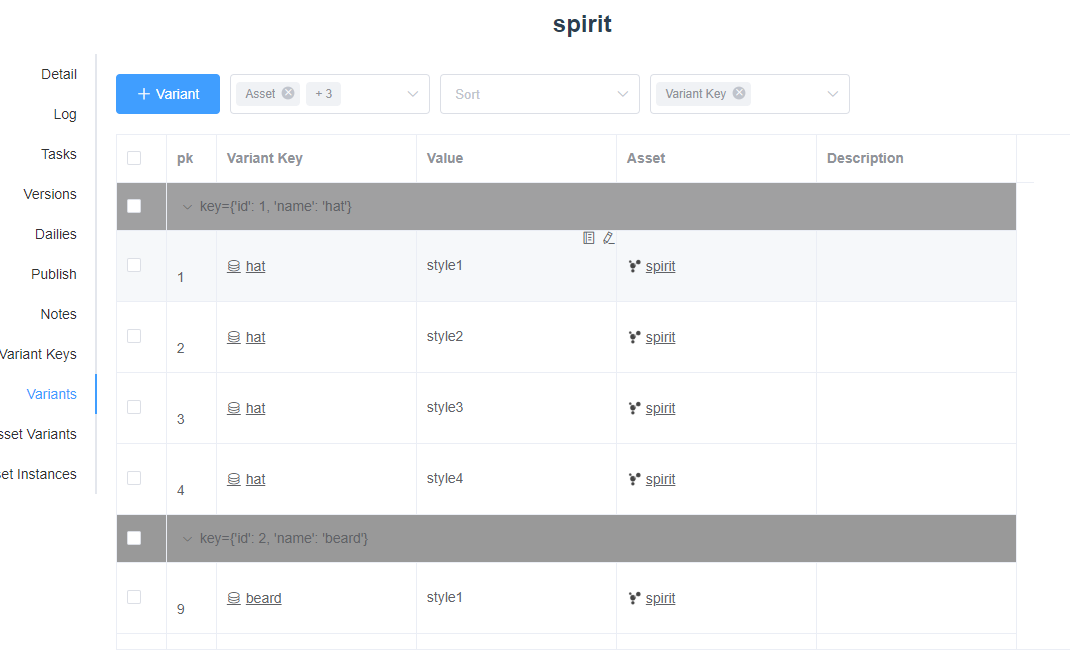 spirit
Detail
Log
Tasks
Versions
Dailies
Publish
Notes
Variant Keys
Variants
sset Variants
et Instances
+ Variant
Asset
+ 3
Sort
Variant Key
pk Variant Key Value Asset Description
key={'id': 1, 'name': 'hat'}
1 hat style1 spirit
2 hat style2 spirit
3 hat style3 spirit
4 hat style4 spirit
key={'id': 2, 'name': 'beard'}
9 beard style1 spirit